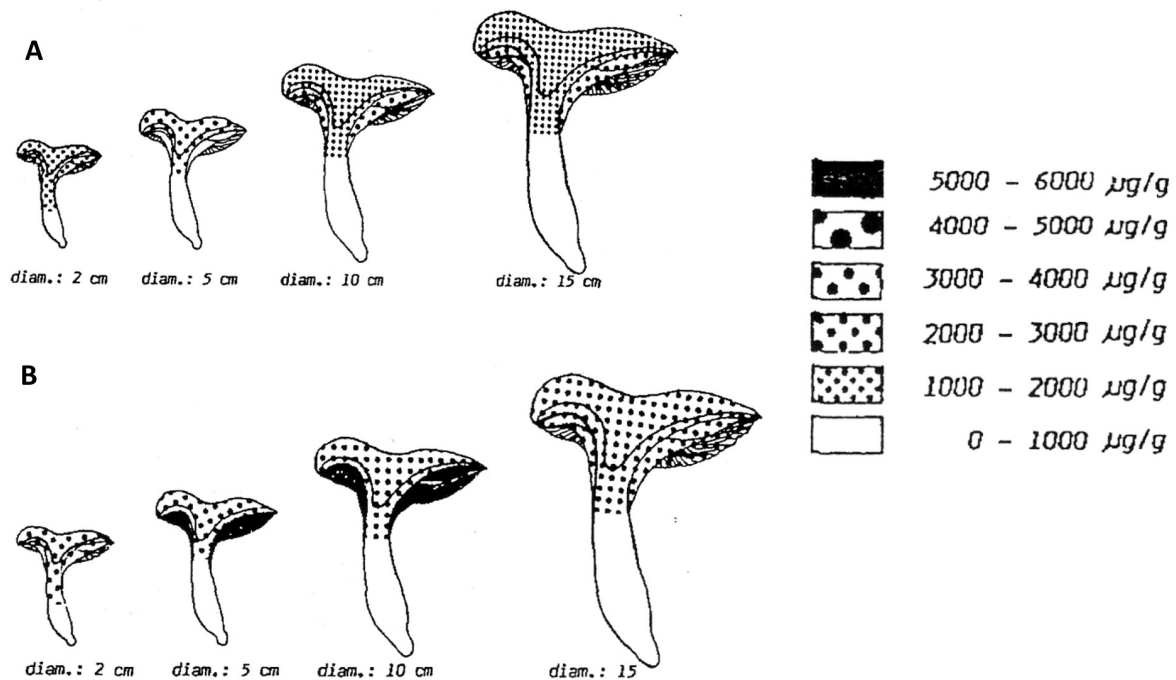 A
diam.: 2 cm
diam.: 5 cm
diam.: 10 cm
diam.: 15 cm
5000 - 6000 µg/g
4000 - 5000 µg/g
3000 - 4000 µg/g
2000 - 3000 µg/g
1000 - 2000 µg/g
0 - 1000 µg/g
B
diam.: 2 cm
diam.: 5 cm
diam.: 10 cm
diam.: 15